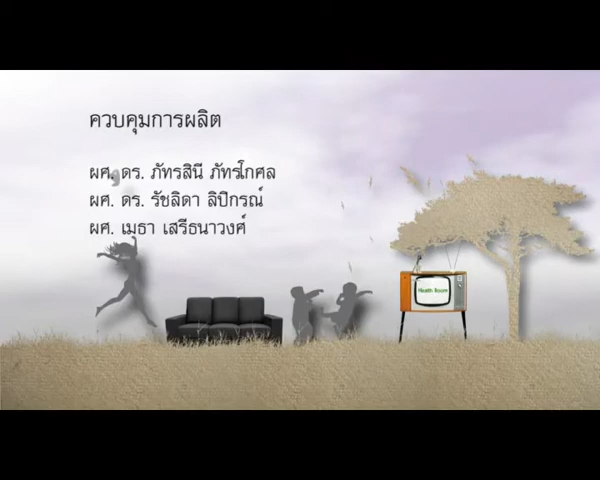 ควบคุมการผลิต
ผศ. ดร. ภัทรสินี ภัทรโกศล
ผศ. ดร. รัชลิดา ลิปิกรณ์
ผศ. เมธา เสรีธนาวงศ์
Health Room